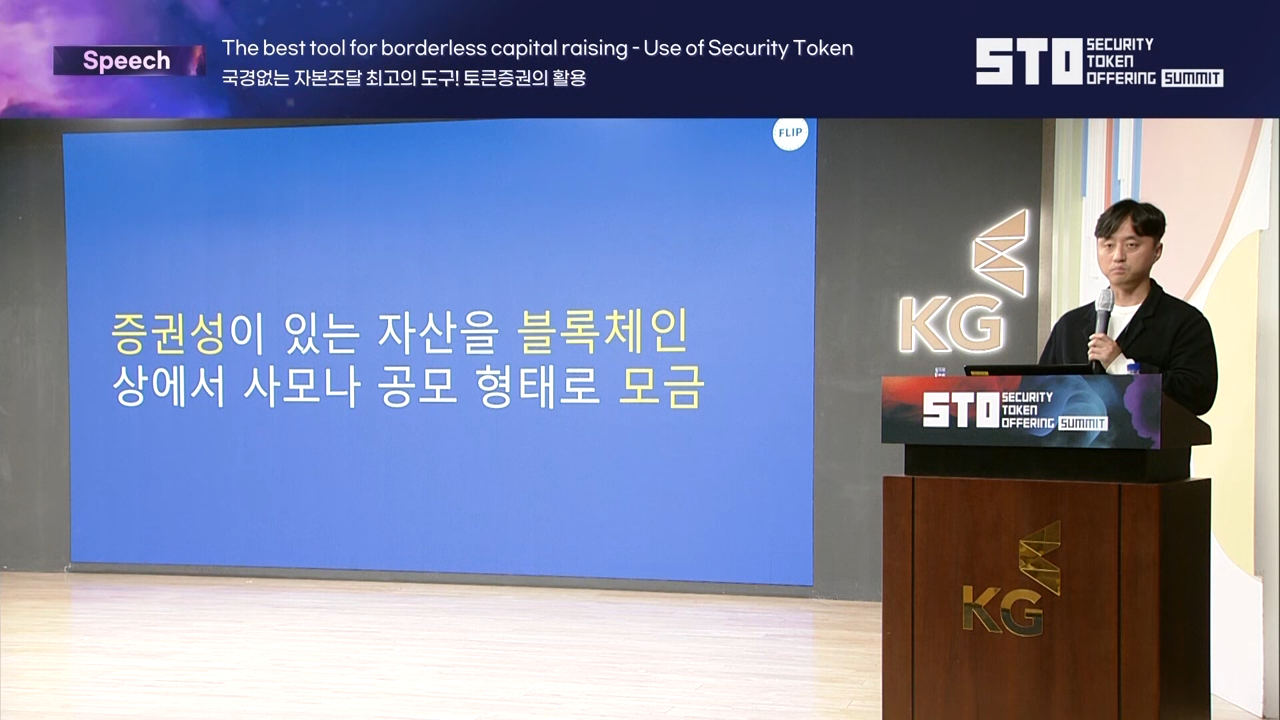 Speech
The best tool for borderless capital raising - Use of Security Token
국경없는 자본조달 최고의 도구! 토큰증권의 활용
STO SECURITY
TOKEN
OFFERING SUMMIT
FLIP
증권성이 있는 자산을 블록체인
상에서 사모나 공모 형태로 모금
KG
STO SECURITY
TOKEN
OFFERING SUMMIT
KG